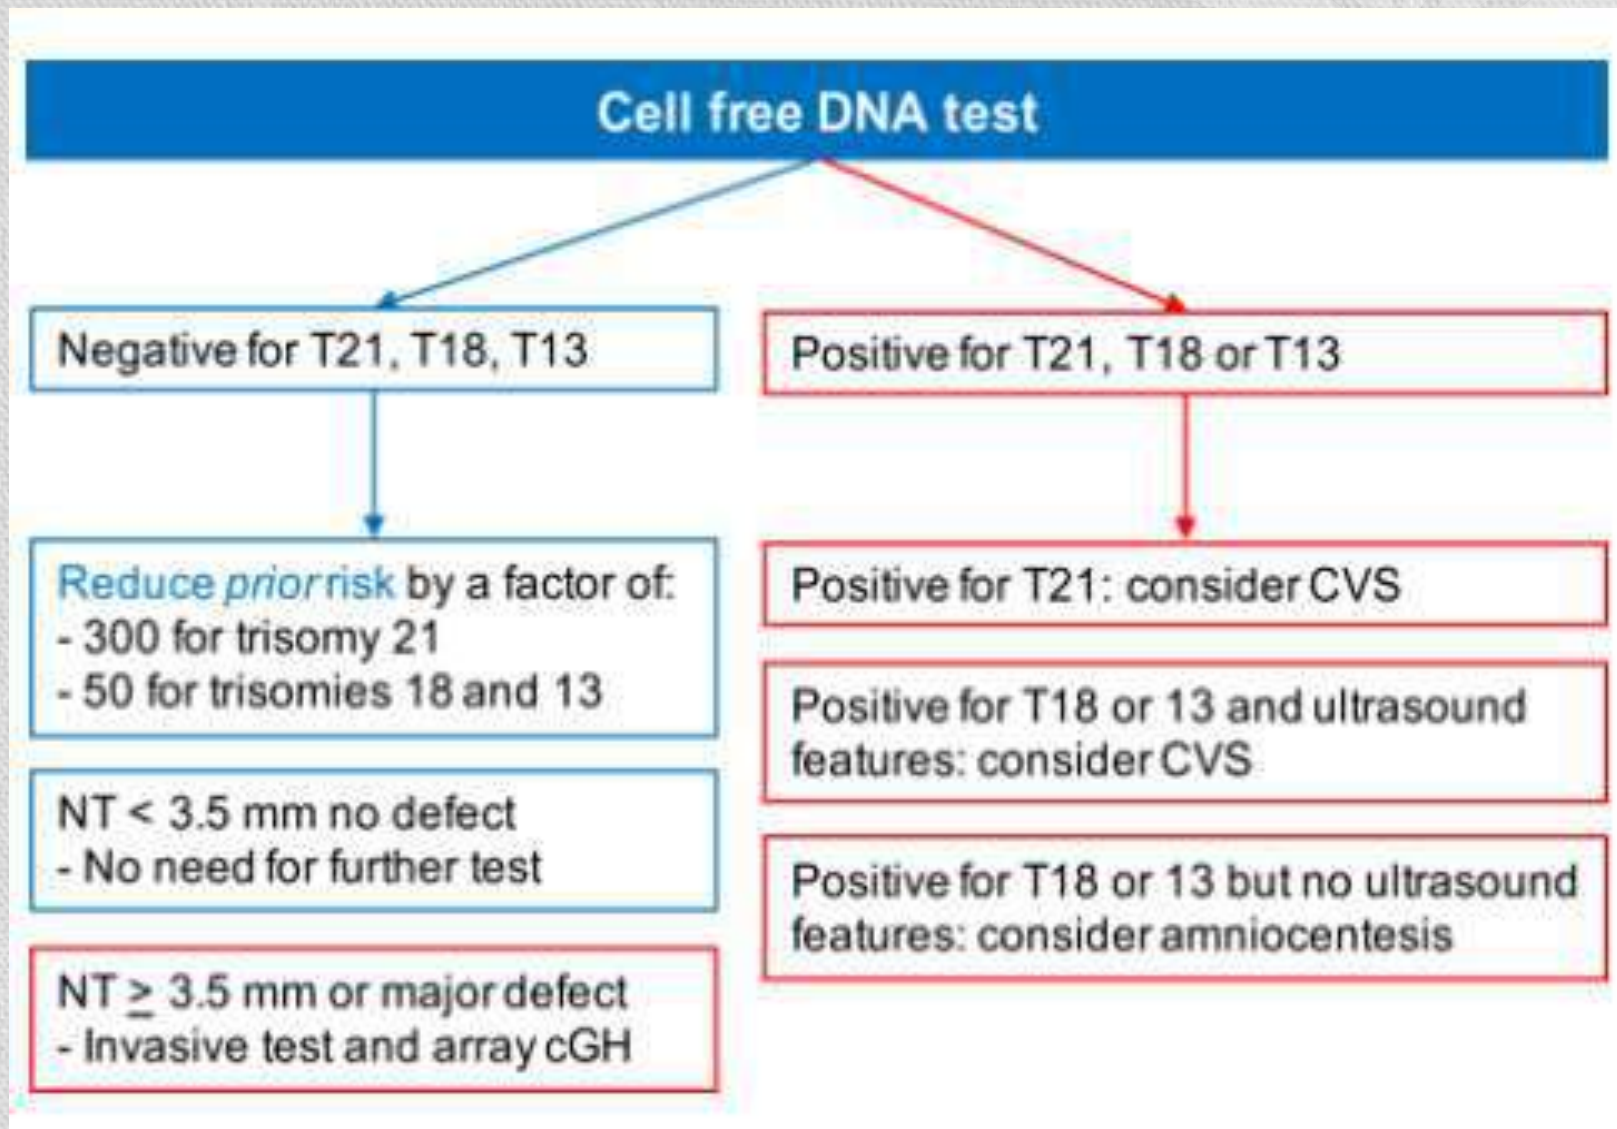 Cell free DNA test
Negative for T21, T18, T13
Positive for T21, T18 or T13
Reduce prior risk by a factor of:
- 300 for trisomy 21
- 50 for trisomies 18 and 13
NT < 3.5 mm no defect
- No need for further test
NT ≥ 3.5 mm or major defect
- Invasive test and array cGH
Positive for T21: consider CVS
Positive for T18 or 13 and ultrasound
features: consider CVS
Positive for T18 or 13 but no ultrasound
features: consider amniocentesis